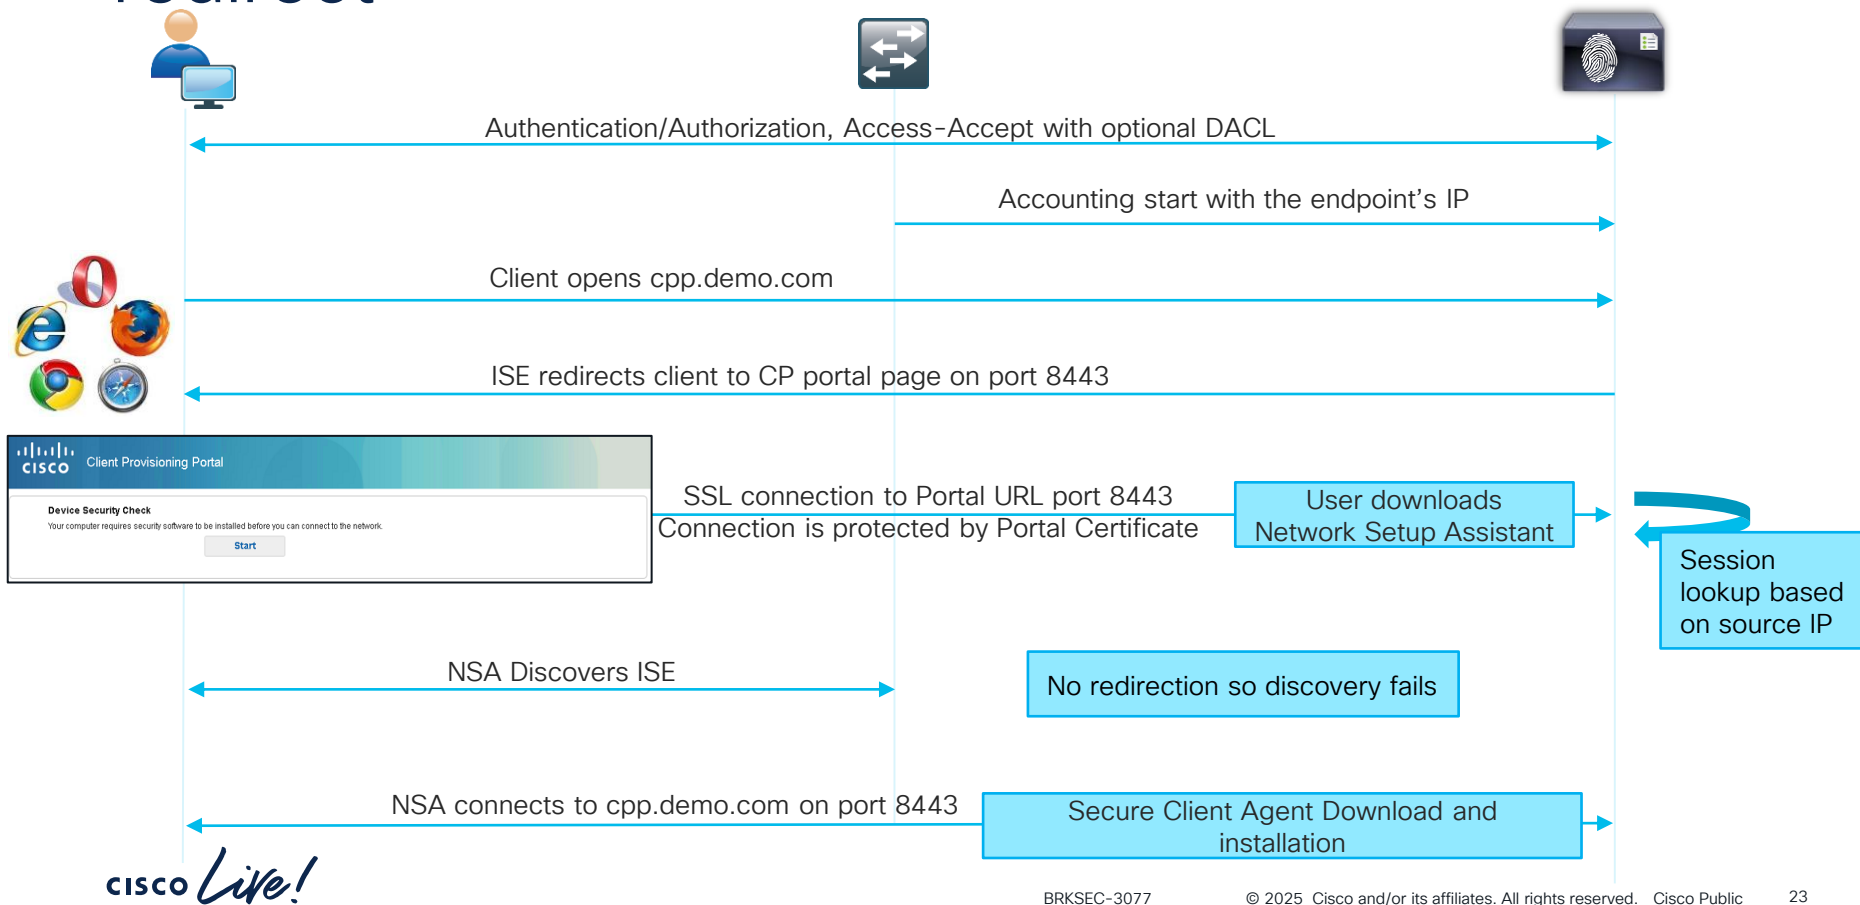 redirect
Authentication/Authorization, Access-Accept with optional DACL
Accounting start with the endpoint's IP
Client opens cpp.demo.com
ISE redirects client to CP portal page on port 8443
CISCO
Client Provisioning Portal
Device Security Check
Your computer requires security software to be installed before you can connect to the network.
Start
SSL connection to Portal URL port 8443
Connection is protected by Portal Certificate
User downloads
Network Setup Assistant
Session
lookup based
on source IP
NSA Discovers ISE
No redirection so discovery fails
NSA connects to cpp.demo.com on port 8443
Secure Client Agent Download and
installation
CISCO Live!
BRKSEC-3077
© 2025 Cisco and/or its affiliates. All rights reserved. Cisco Public
23